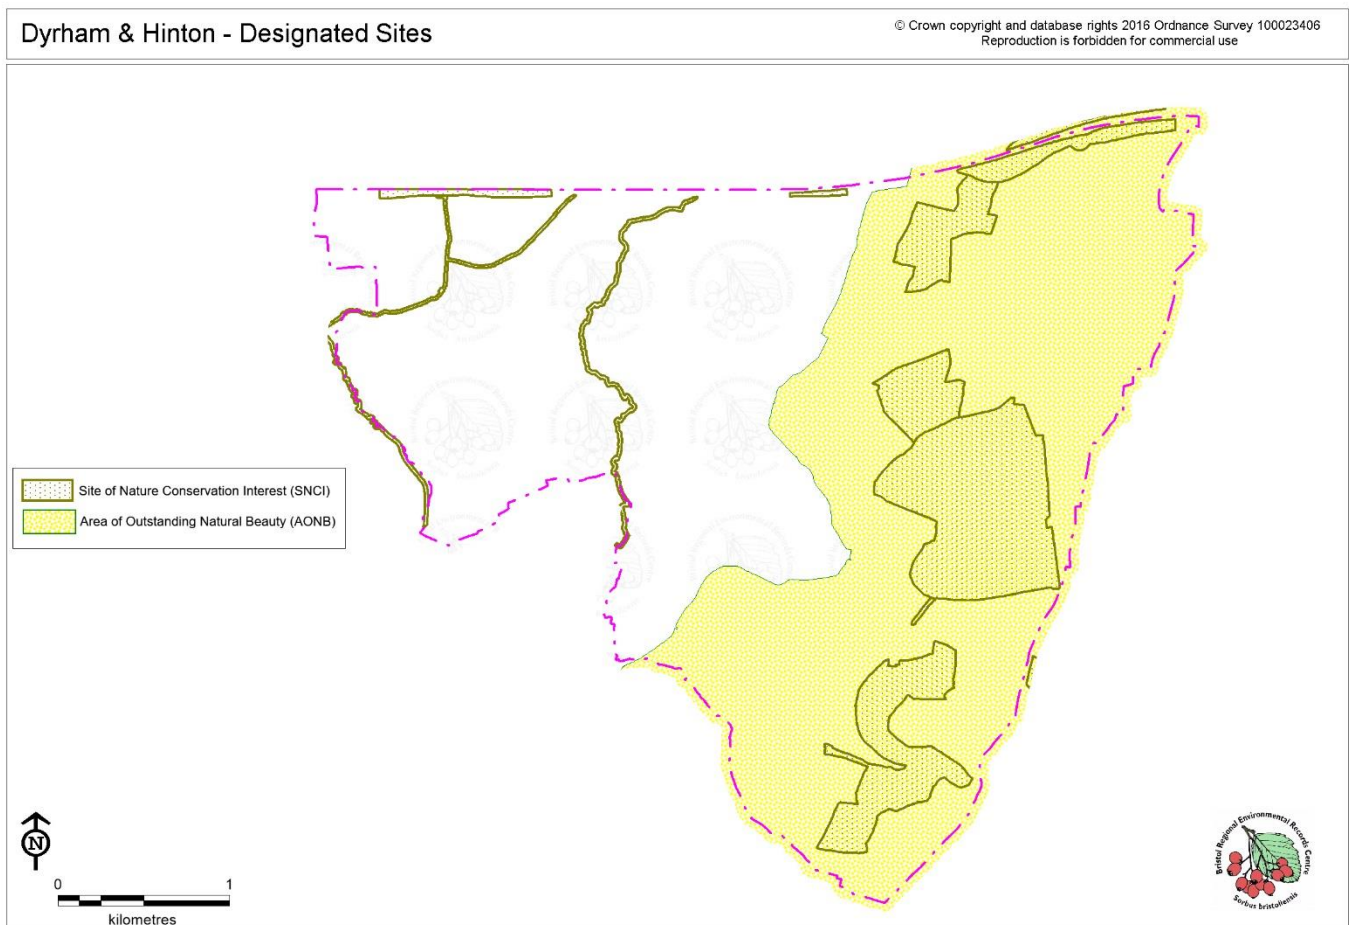 Dyrham & Hinton - Designated Sites
© Crown copyright and database rights 2016 Ordnance Survey 100023406
Reproduction is forbidden for commercial use
Site of Nature Conservation Interest (SNCI)
Area of Outstanding Natural Beauty (AONB)
N
0 1
kilometres
Bristol Regional Environmental Records Centre
Sorbus bristoliensis